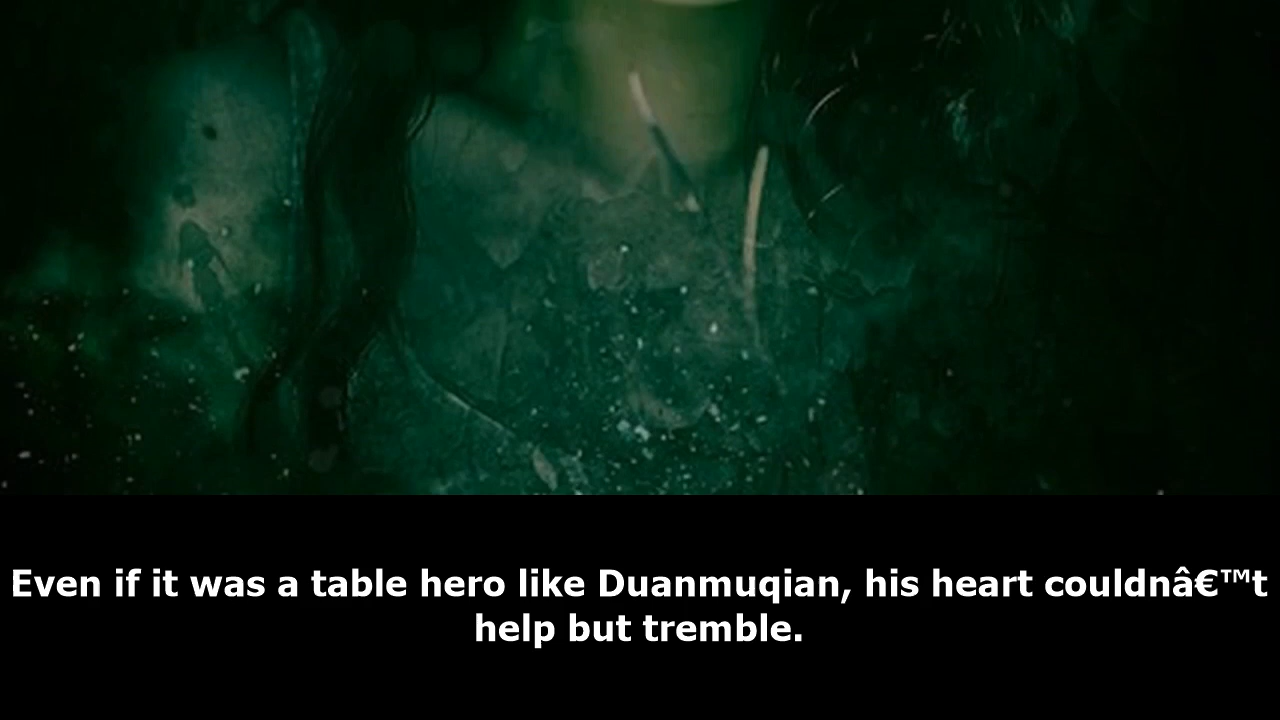 Even if it was a table hero like Duanmuqian, his heart couldnâ€™t
help but tremble.